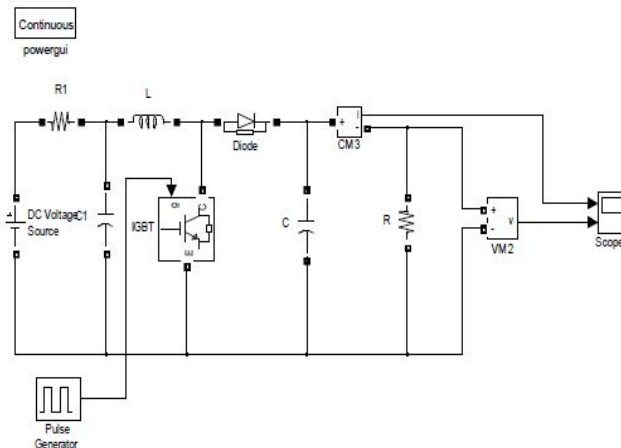 Continuous
powergui
R1
L
Diode
+
-
i
CM3
DC Voltage
Source
+
C1
IGBT
g
C
E
C
R
+
-
v
VM2
Scope
Pulse
Generator